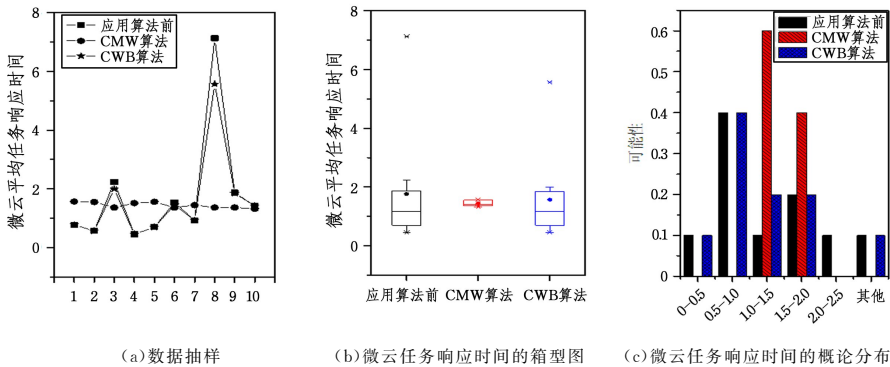 8
6
4
2
0
微云平均任务响应时间
应用算法前
CMW算法
CWB算法
1 2 3 4 5 6 7 8 9 10
(a)数据抽样
8
6
4
2
0
微云平均任务响应时间
应用算法前 CMW算法 CWB算法
(b)微云任务响应时间的箱型图
0.6
0.5
0.4
0.3
0.2
0.1
0
可能性
应用算法前
CMW算法
CWB算法
0-0.5 0.5-1.0 1.0-1.5 1.5-2.0 2.0-2.5 其他
(c)微云任务响应时间的概论分布